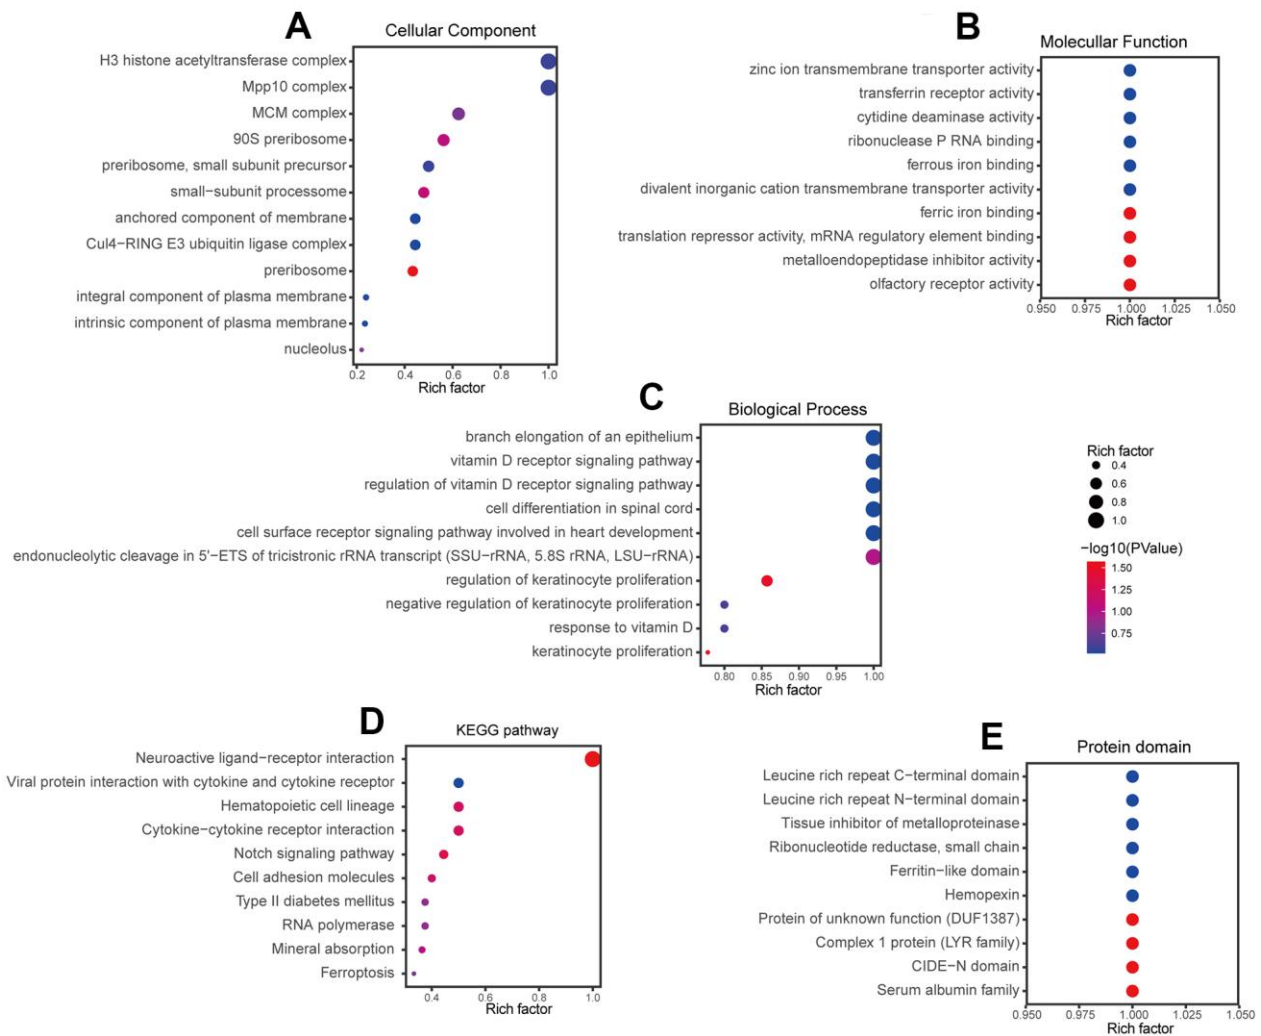 A
Cellular Component
H3 histone acetyltransferase complex
Mpp10 complex
MCM complex
90S preribosome
preribosome, small subunit precursor
small−subunit processome
anchored component of membrane
Cul4−RING E3 ubiquitin ligase complex
preribosome
integral component of plasma membrane
intrinsic component of plasma membrane
nucleolus
0.2 0.4 0.6 0.8 1.0
Rich factor
B
Molecullar Function
zinc ion transmembrane transporter activity
transferrin receptor activity
cytidine deaminase activity
ribonuclease P RNA binding
ferrous iron binding
divalent inorganic cation transmembrane transporter activity
ferric iron binding
translation repressor activity, mRNA regulatory element binding
metalloendopeptidase inhibitor activity
olfactory receptor activity
0.950 0.975 1.000 1.025 1.050
Rich factor
C
Biological Process
branch elongation of an epithelium
vitamin D receptor signaling pathway
regulation of vitamin D receptor signaling pathway
cell differentiation in spinal cord
cell surface receptor signaling pathway involved in heart development
endonucleolytic cleavage in 5'−ETS of tricistronic rRNA transcript (SSU−rRNA, 5.8S rRNA, LSU−rRNA)
regulation of keratinocyte proliferation
negative regulation of keratinocyte proliferation
response to vitamin D
keratinocyte proliferation
0.80 0.85 0.90 0.95 1.00
Rich factor
Rich factor
0.4
0.6
0.8
1.0
−log10(PValue)
1.50
1.25
1.00
0.75
D
KEGG pathway
Neuroactive ligand−receptor interaction
Viral protein interaction with cytokine and cytokine receptor
Hematopoietic cell lineage
Cytokine−cytokine receptor interaction
Notch signaling pathway
Cell adhesion molecules
Type II diabetes mellitus
RNA polymerase
Mineral absorption
Ferroptosis
0.4 0.6 0.8 1.0
Rich factor
E
Protein domain
Leucine rich repeat C−terminal domain
Leucine rich repeat N−terminal domain
Tissue inhibitor of metalloproteinase
Ribonucleotide reductase, small chain
Ferritin−like domain
Hemopexin
Protein of unknown function (DUF1387)
Complex 1 protein (LYR family)
CIDE−N domain
Serum albumin family
0.950 0.975 1.000 1.025 1.050
Rich factor